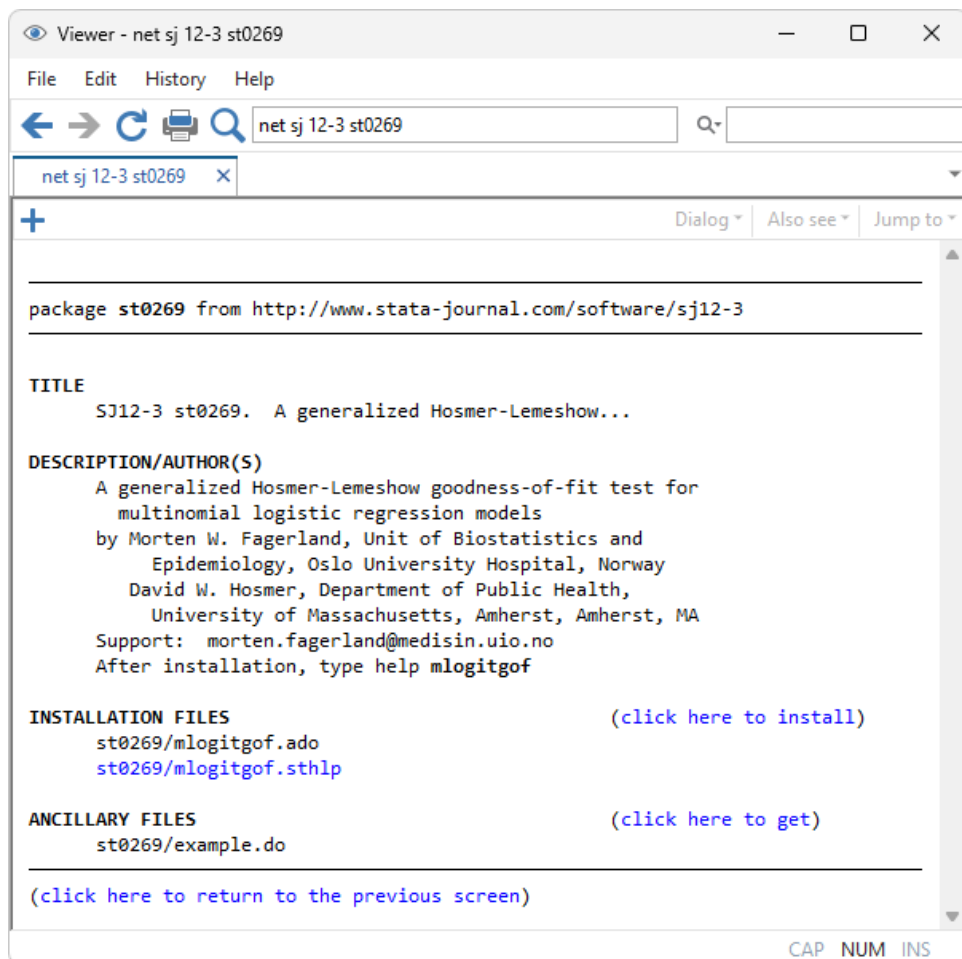 Viewer - net sj 12-3 st0269
File Edit History Help
net sj 12-3 st0269
net sj 12-3 st0269
Dialog Also see Jump to
package st0269 from http://www.stata-journal.com/software/sj12-3
TITLE
SJ12-3 st0269. A generalized Hosmer-Lemeshow...
DESCRIPTION/AUTHOR(S)
A generalized Hosmer-Lemeshow goodness-of-fit test for
multinomial logistic regression models
by Morten W. Fagerland, Unit of Biostatistics and
Epidemiology, Oslo University Hospital, Norway
David W. Hosmer, Department of Public Health,
University of Massachusetts, Amherst, Amherst, MA
Support: morten.fagerland@medisin.uio.no
After installation, type help mlogitgof
INSTALLATION FILES (click here to install)
st0269/mlogitgof.ado
st0269/mlogitgof.sthlp
ANCILLARY FILES (click here to get)
st0269/example.do
(click here to return to the previous screen)
CAP NUM INS